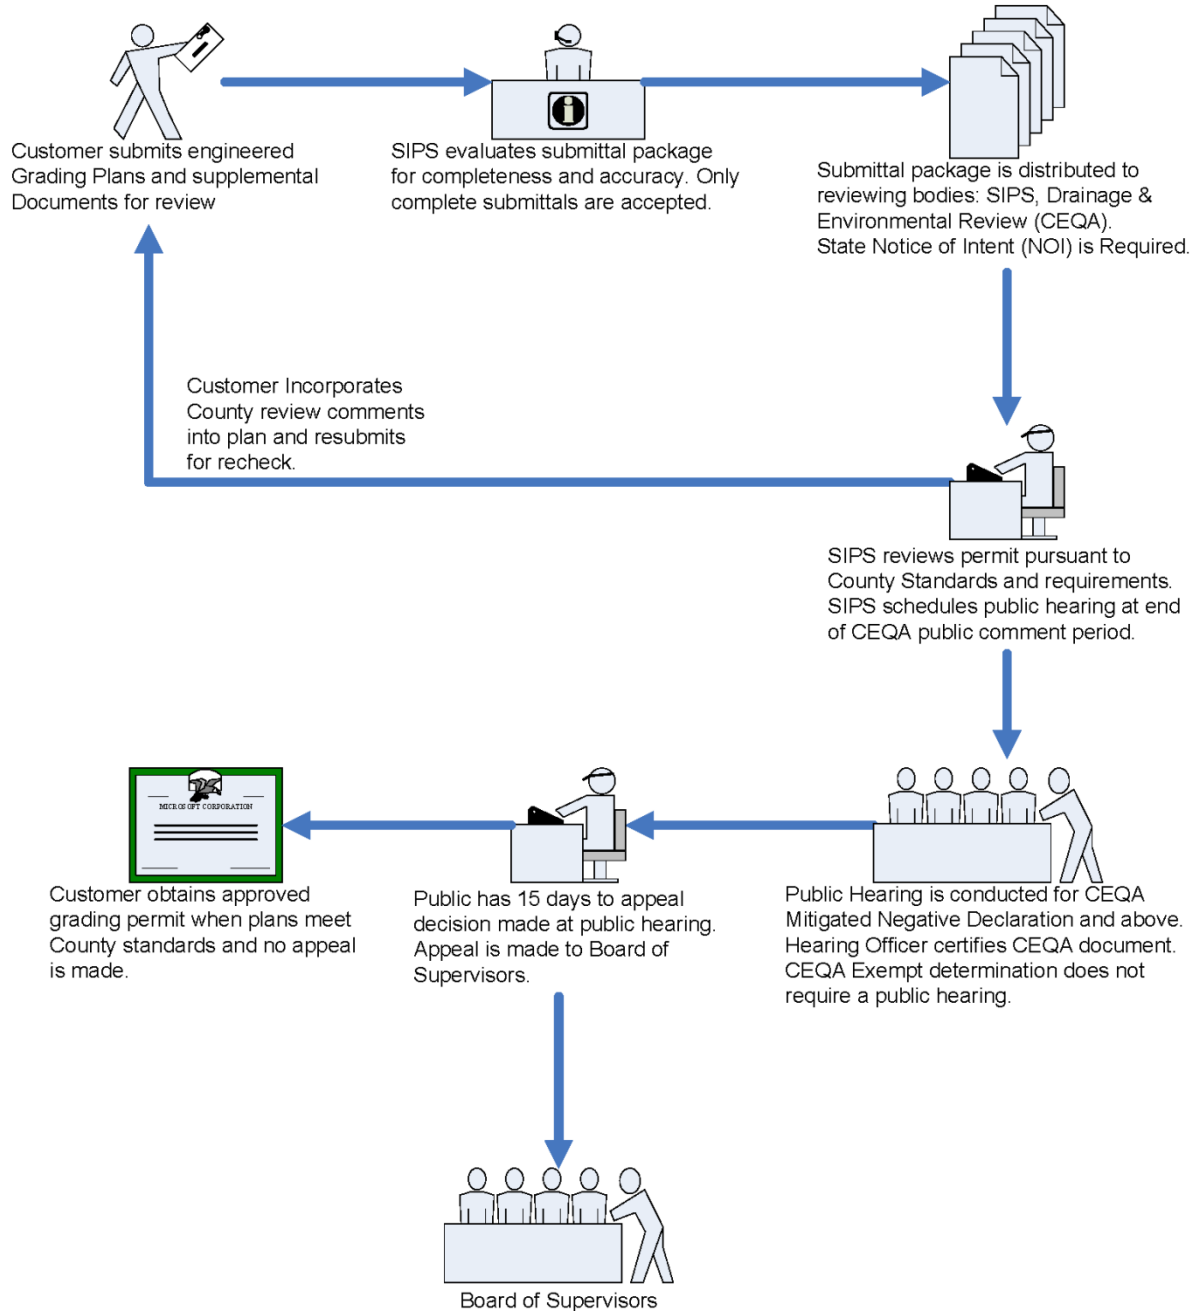 Customer submits engineered
Grading Plans and supplemental
Documents for review
SIPS evaluates submittal package
for completeness and accuracy. Only
complete submittals are accepted.
Submittal package is distributed to
reviewing bodies: SIPS, Drainage &
Environmental Review (CEQA).
State Notice of Intent (NOI) is Required.
Customer Incorporates
County review comments
into plan and resubmits
for recheck.
SIPS reviews permit pursuant to
County Standards and requirements.
SIPS schedules public hearing at end
of CEQA public comment period.
MICROSOFT CORPORATION
Customer obtains approved
grading permit when plans meet
County standards and no appeal
is made.
Public has 15 days to appeal
decision made at public hearing.
Appeal is made to Board of
Supervisors.
Public Hearing is conducted for CEQA
Mitigated Negative Declaration and above.
Hearing Officer certifies CEQA document.
CEQA Exempt determination does not
require a public hearing.
Board of Supervisors